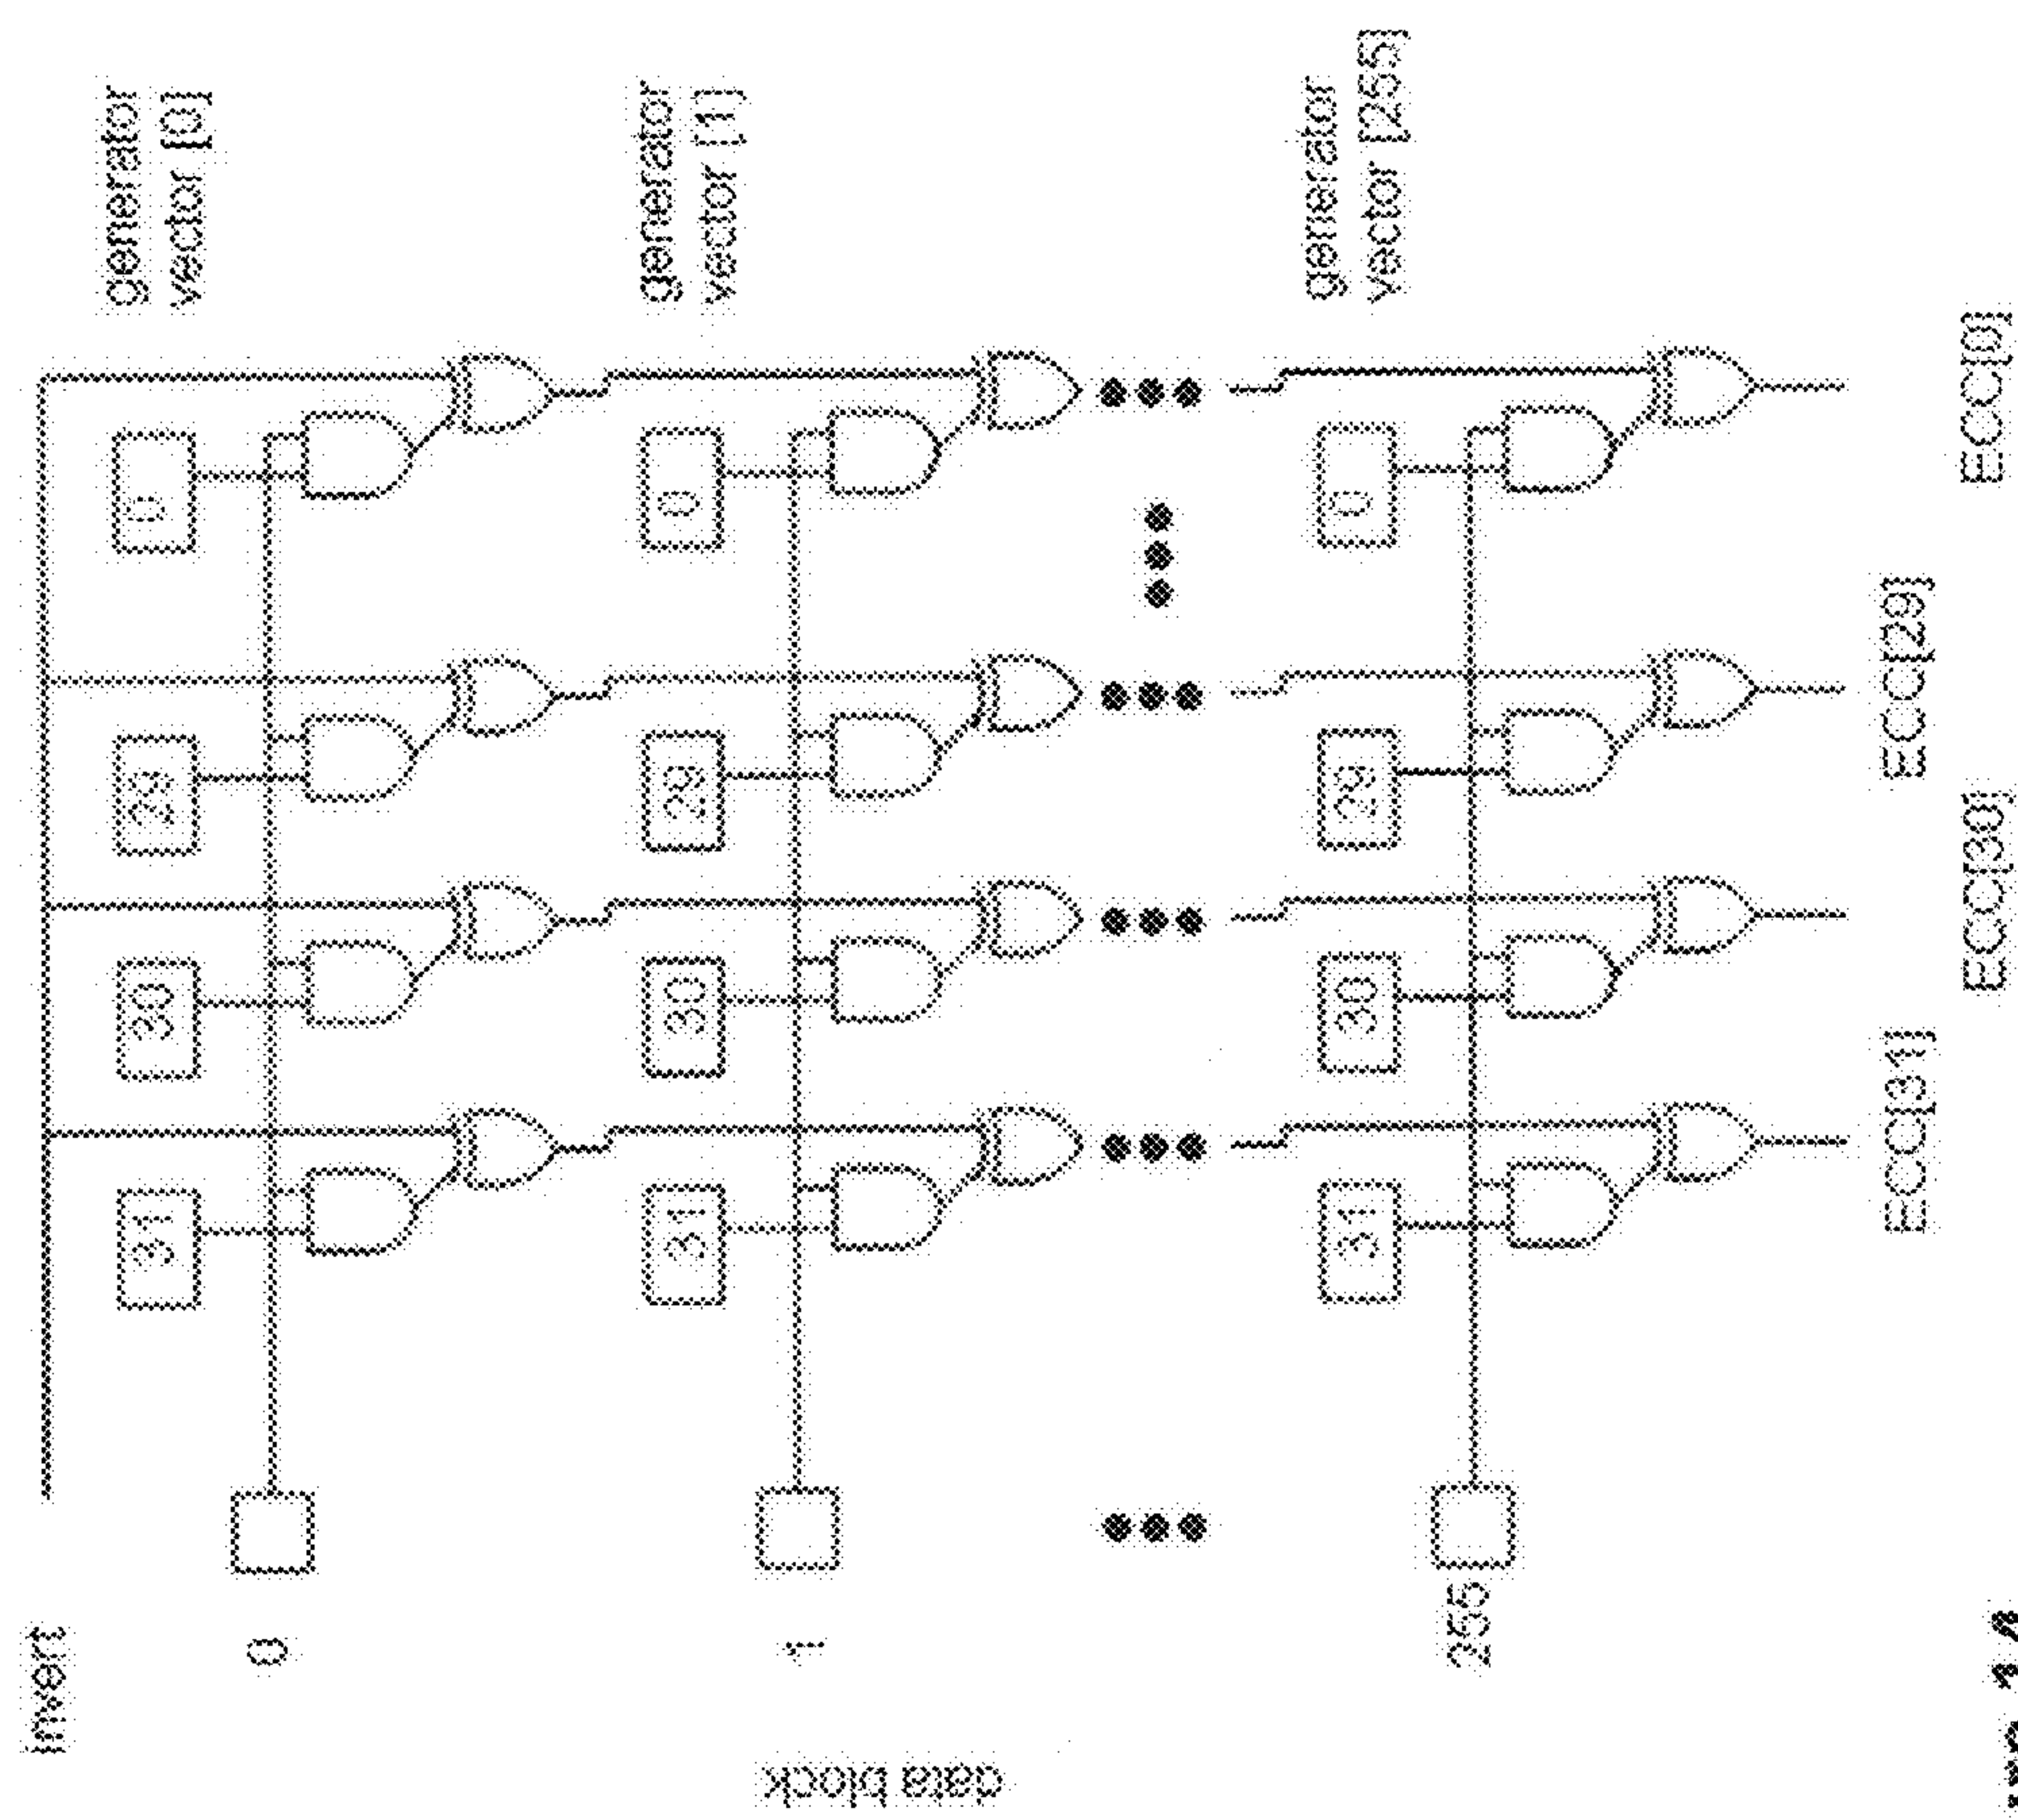 invert
generator
vector [0]
31
30
29
0
0
generator
vector [1]
31
30
29
0
1
data block
generator
vector [255]
31
30
29
0
255
ECC[31]
ECC[30]
ECC[29]
ECC[0]